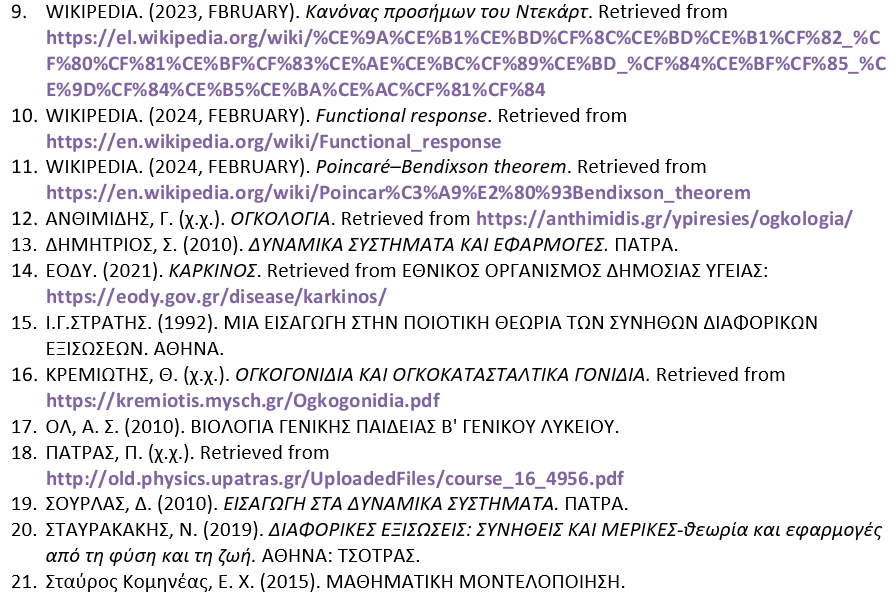 9. WIKIPEDIA. (2023, FBRUARY). Κανόνας προσήμων του Ντεκάρτ. Retrieved from
https://el.wikipedia.org/wiki/%CE%9A%CE%B1%CE%BD%CF%8C%CE%BD%CE%B1%CF%82_%C
F%80%CF%81%CE%BF%CF%83%CE%AE%CE%BC%CF%89%CE%BD_%CF%84%CE%BF%CF%85_%C
E%9D%CF%84%CE%B5%CE%BA%CE%AC%CF%81%CF%84
10. WIKIPEDIA. (2024, FEBRUARY). Functional response. Retrieved from
https://en.wikipedia.org/wiki/Functional_response
11. WIKIPEDIA. (2024, FEBRUARY). Poincaré–Bendixson theorem. Retrieved from
https://en.wikipedia.org/wiki/Poincar%C3%A9%E2%80%93Bendixson_theorem
12. ΑΝΘΙΜΙΔΗΣ, Γ. (χ.χ.). ΟΓΚΟΛΟΓΙΑ. Retrieved from https://anthimidis.gr/ypiresies/ogkologia/
13. ΔΗΜΗΤΡΙΟΣ, Σ. (2010). ΔΥΝΑΜΙΚΑ ΣΥΣΤΗΜΑΤΑ ΚΑΙ ΕΦΑΡΜΟΓΕΣ. ΠΑΤΡΑ.
14. ΕΟΔΥ. (2021). ΚΑΡΚΙΝΟΣ. Retrieved from ΕΘΝΙΚΟΣ ΟΡΓΑΝΙΣΜΟΣ ΔΗΜΟΣΙΑΣ ΥΓΕΙΑΣ:
https://eody.gov.gr/disease/karkinos/
15. Ι.Γ.ΣΤΡΑΤΗΣ. (1992). ΜΙΑ ΕΙΣΑΓΩΓΗ ΣΤΗΝ ΠΟΙΟΤΙΚΗ ΘΕΩΡΙΑ ΤΩΝ ΣΥΝΗΘΩΝ ΔΙΑΦΟΡΙΚΩΝ
ΕΞΙΣΩΣΕΩΝ. ΑΘΗΝΑ.
16. ΚΡΕΜΙΩΤΗΣ, Θ. (χ.χ.). ΟΓΚΟΓΟΝΙΔΙΑ ΚΑΙ ΟΓΚΟΚΑΤΑΣΤΑΛΤΙΚΑ ΓΟΝΙΔΙΑ. Retrieved from
https://kremiotis.mysch.gr/Ogkogonidia.pdf
17. ΟΛ, Α. Σ. (2010). ΒΙΟΛΟΓΙΑ ΓΕΝΙΚΗΣ ΠΑΙΔΕΙΑΣ Β' ΓΕΝΙΚΟΥ ΛΥΚΕΙΟΥ.
18. ΠΑΤΡΑΣ, Π. (χ.χ.). Retrieved from
http://old.physics.upatras.gr/UploadedFiles/course_16_4956.pdf
19. ΣΟΥΡΛΑΣ, Δ. (2010). ΕΙΣΑΓΩΓΗ ΣΤΑ ΔΥΝΑΜΙΚΑ ΣΥΣΤΗΜΑΤΑ. ΠΑΤΡΑ.
20. ΣΤΑΥΡΑΚΑΚΗΣ, Ν. (2019). ΔΙΑΦΟΡΙΚΕΣ ΕΞΙΣΩΣΕΙΣ: ΣΥΝΗΘΕΙΣ ΚΑΙ ΜΕΡΙΚΕΣ-θεωρία και εφαρμογές
από τη φύση και τη ζωή. ΑΘΗΝΑ: ΤΣΟΤΡΑΣ.
21. Σταύρος Κομηνέας, Ε. Χ. (2015). ΜΑΘΗΜΑΤΙΚΗ ΜΟΝΤΕΛΟΠΟΙΗΣΗ.